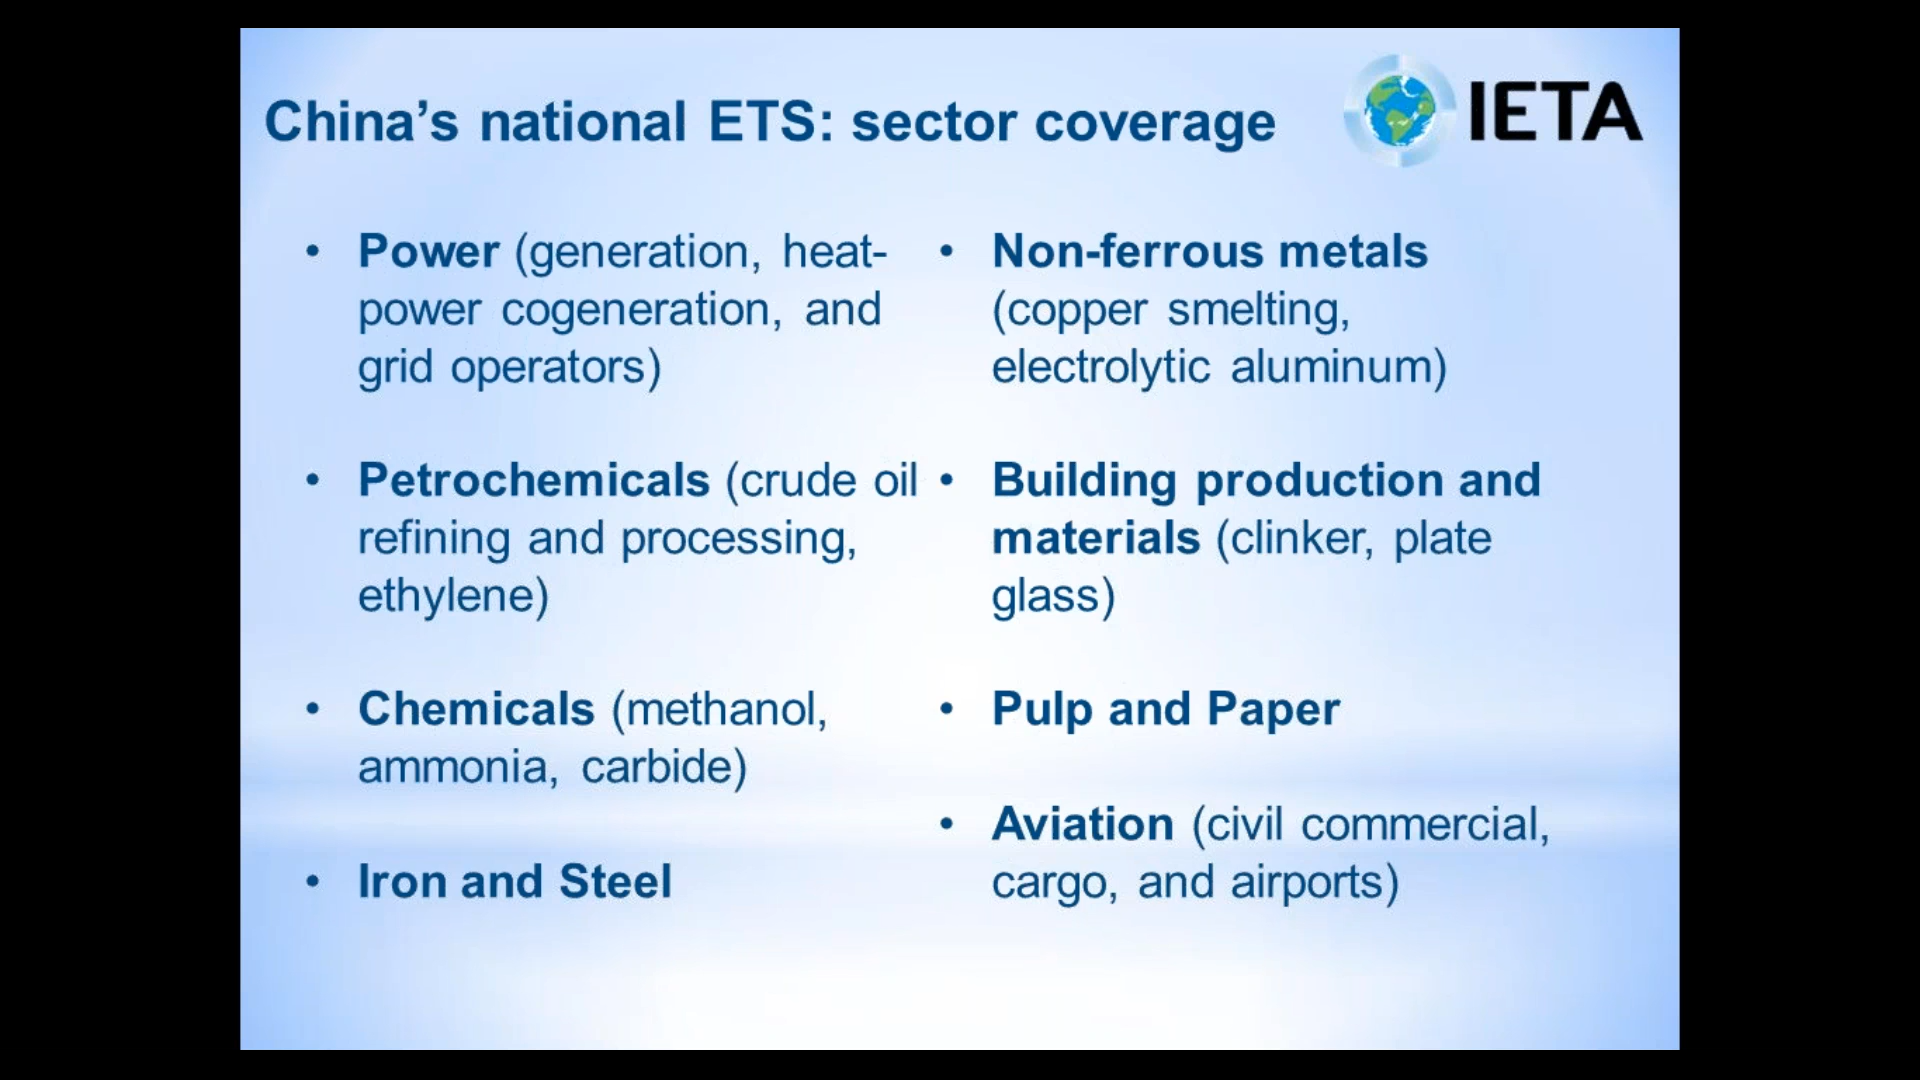 China’s national ETS: sector coverage
IETA
• Power (generation, heat-
power cogeneration, and
grid operators)
• Petrochemicals (crude oil
refining and processing,
ethylene)
• Chemicals (methanol,
ammonia, carbide)
• Iron and Steel
• Non-ferrous metals
(copper smelting,
electrolytic aluminum)
• Building production and
materials (clinker, plate
glass)
• Pulp and Paper
• Aviation (civil commercial,
cargo, and airports)